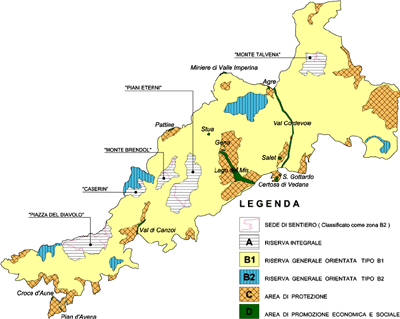 "MONTE TALVENA"
Miniere di Valle Imperina
Agre
"PIANI ETERNI"
Val Cordevole
Pattine
Stua
Gena
"MONTE BRENDOL"
Salet
Lago del Mis
S. Gottardo
Certosa di Vedana
"CASERIN"
"PIAZZA DEL DIAVOLO"
Val di Canzoi
Croce d'Aune
Pian d'Avena
LEGENDA
SEDE DI SENTIERO ( Classificato come zona B2 )
A RISERVA INTEGRALE
B1 RISERVA GENERALE ORIENTATA TIPO B1
B2 RISERVA GENERALE ORIENTATA TIPO B2
C AREA DI PROTEZIONE
D AREA DI PROMOZIONE ECONOMICA E SOCIALE